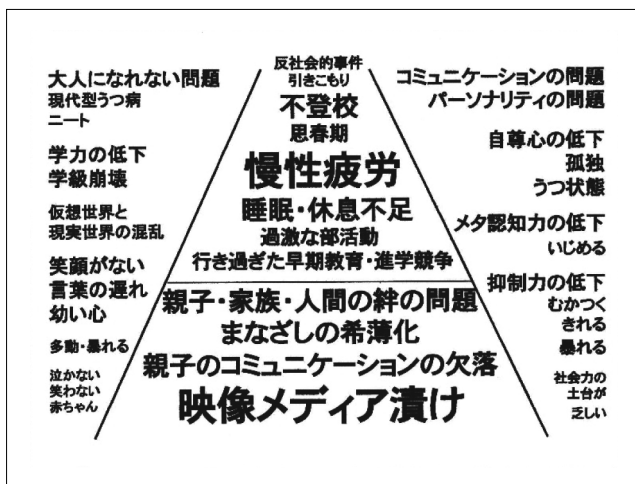 大人になれない問題
現代型うつ病
ニート
学力の低下
学級崩壊
仮想世界と
現実世界の混乱
笑顔がない
言葉の遅れ
幼い心
多動・暴れる
泣かない
笑わない
赤ちゃん
反社会的事件
引きこもり
不登校
思春期
慢性疲労
睡眠・休息不足
過激な部活動
行き過ぎた早期教育・進学競争
親子・家族・人間の絆の問題
まなざしの希薄化
親子のコミュニケーションの欠落
映像メディア漬け
コミュニケーションの問題
パーソナリティの問題
自尊心の低下
孤独
うつ状態
メタ認知力の低下
いじめる
抑制力の低下
むかつく
きれる
暴れる
社会力の
土台が
乏しい